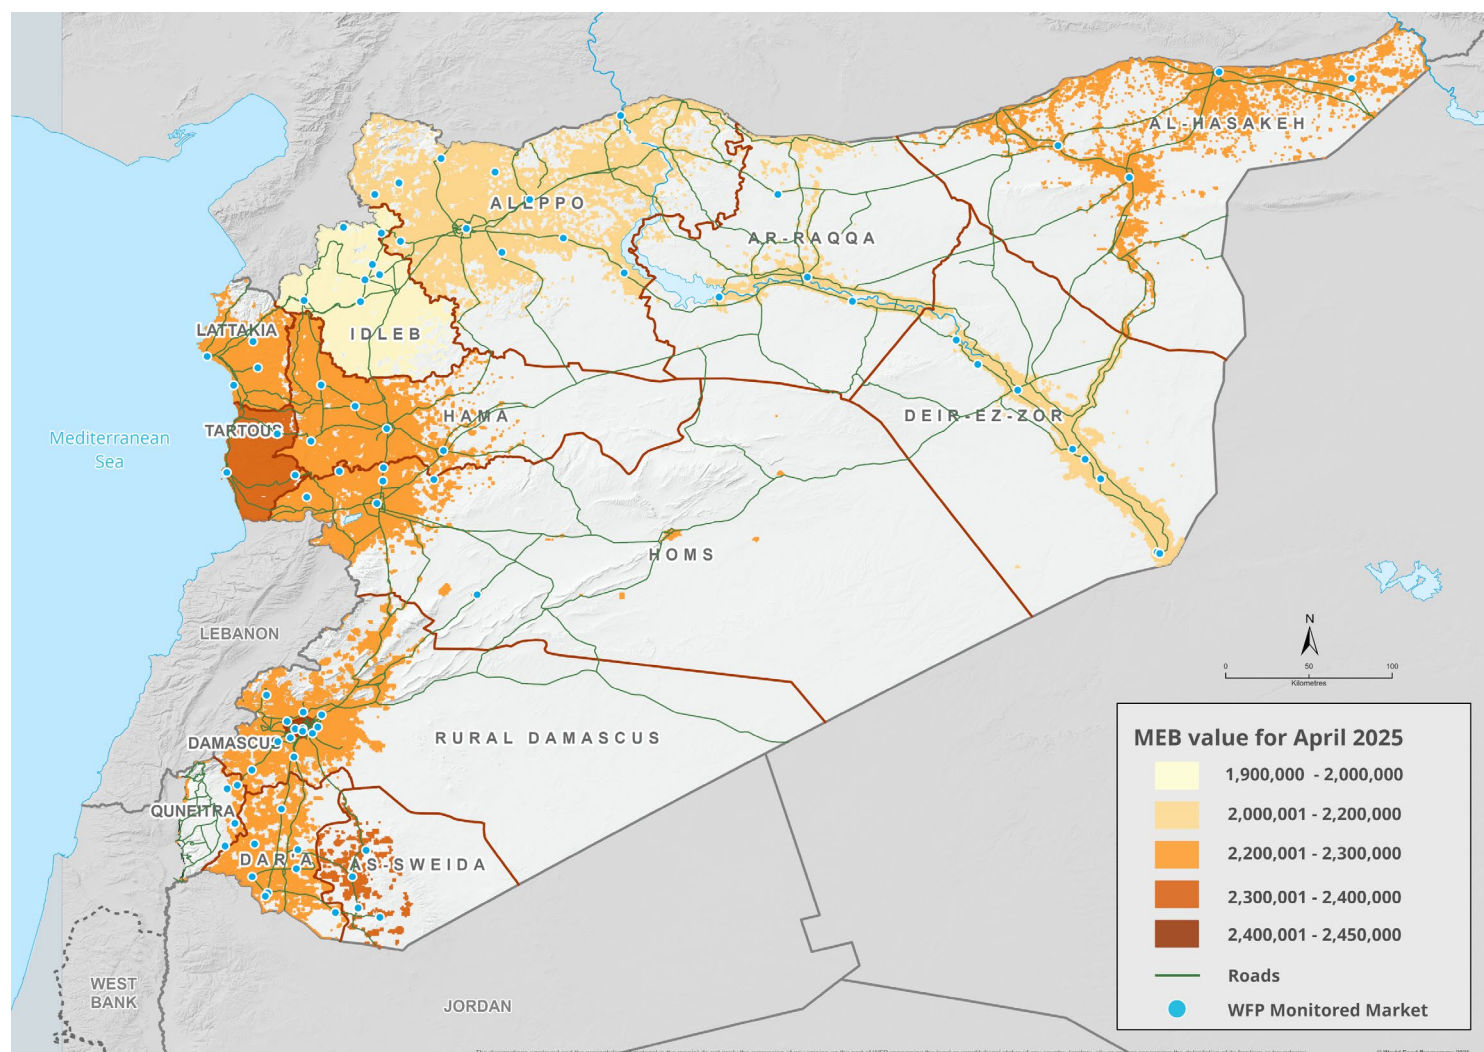 AL-HASAKEH
ALEPPO
AR-RAQQA
LATTAKIA
IDLEB
HAMA
DEIR-EZ-ZOR
TARTOUS
Mediterranean
Sea
HOMS
LEBANON
N
0 50 100
Kilometres
DAMASCUS
RURAL DAMASCUS
QUNEITRA
DAR'A
AS-SWEIDA
WEST
BANK
JORDAN
MEB value for April 2025
1,900,000 - 2,000,000
2,000,001 - 2,200,000
2,200,001 - 2,300,000
2,300,001 - 2,400,000
2,400,001 - 2,450,000
Roads
WFP Monitored Market